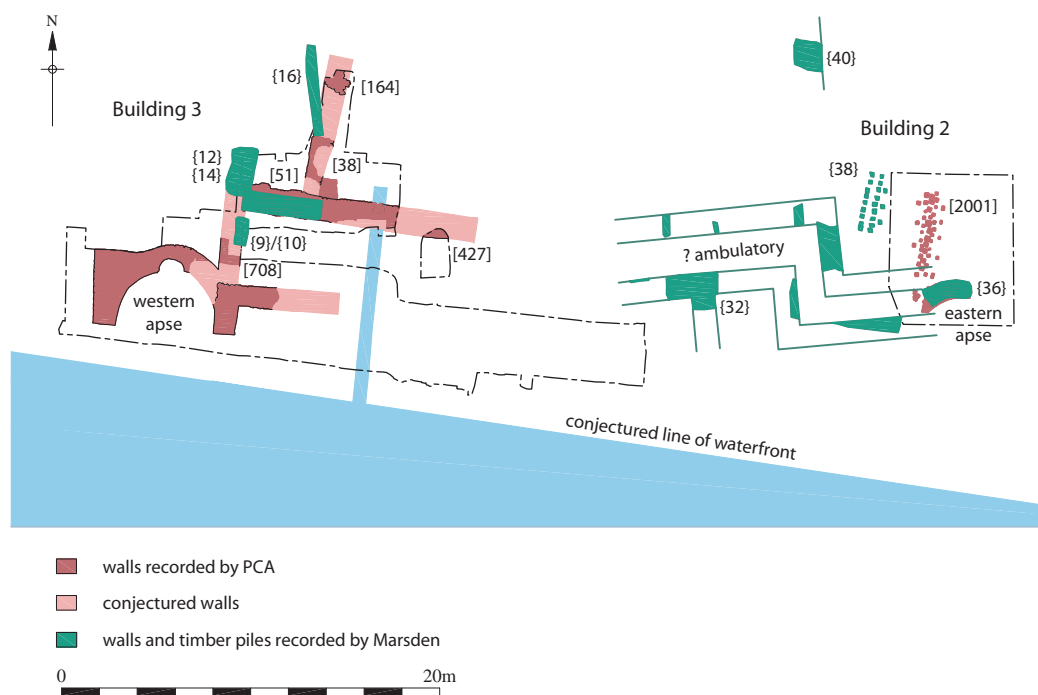 N
{40}
{16}
[164]
Building 3
Building 2
{12}
{14}
[51]
[38]
{38}
[2001]
{9}/{10}
[427]
? ambulatory
[708]
western
apse
{32}
{36}
eastern
apse
conjectured line of waterfront
walls recorded by PCA
conjectured walls
walls and timber piles recorded by Marsden
0
20m